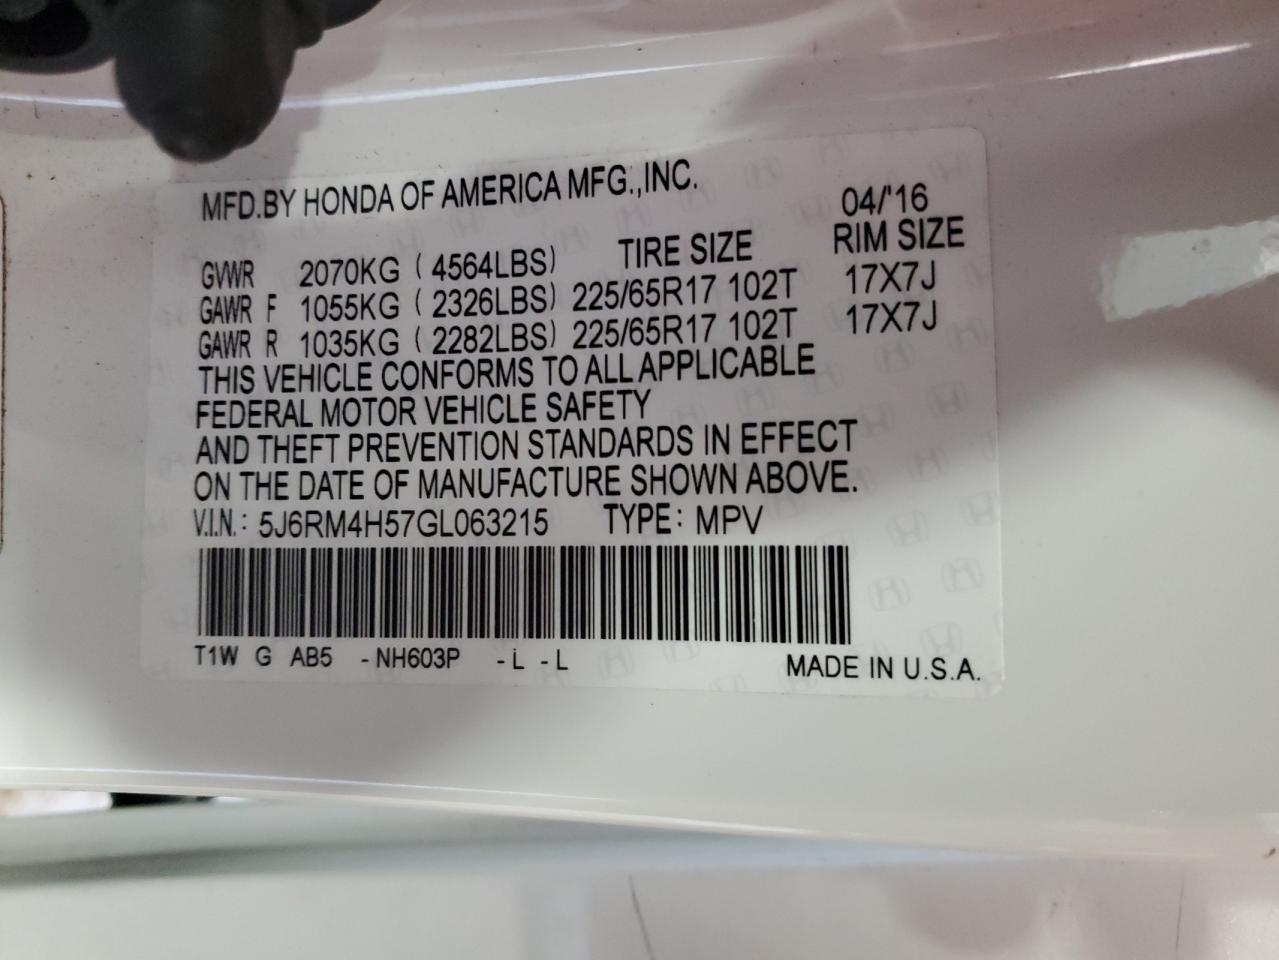 MFD.BY HONDA OF AMERICA MFG.,INC. 04/'16
GVWR 2070KG ( 4564LBS) TIRE SIZE RIM SIZE
GAWR F 1055KG ( 2326LBS) 225/65R17 102T 17X7J
GAWR R 1035KG ( 2282LBS) 225/65R17 102T 17X7J
THIS VEHICLE CONFORMS TO ALL APPLICABLE
FEDERAL MOTOR VEHICLE SAFETY
AND THEFT PREVENTION STANDARDS IN EFFECT
ON THE DATE OF MANUFACTURE SHOWN ABOVE.
V.I.N.: 5J6RM4H57GL063215 TYPE: MPV
T1W G AB5 -NH603P -L -L MADE IN U.S.A.